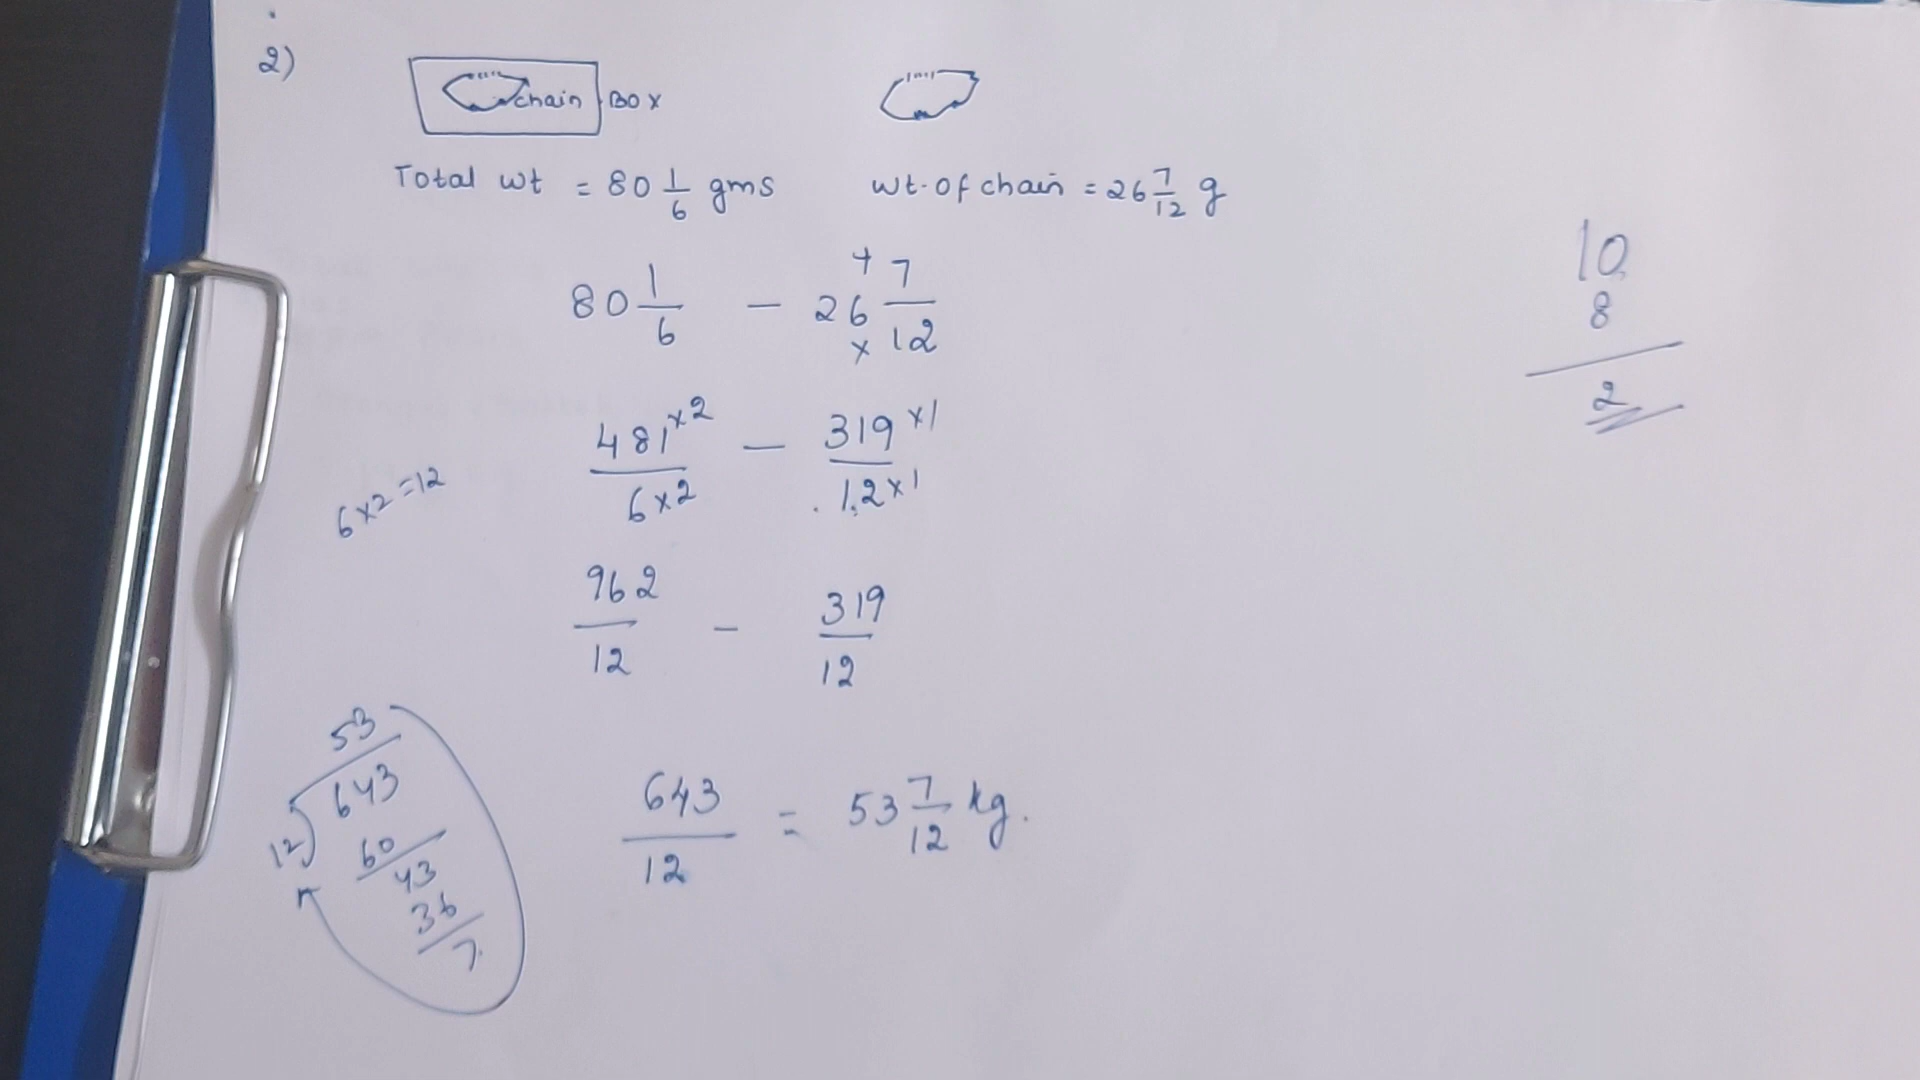 2)
chain BOX
Total wt = 80 1/6 gms
wt. of chain = 26 7/12 g
80 1/6 - 26 + 7/× 12
481×2/6×2 - 319×1/12×1
6×2=12
962/12 - 319/12
643/12 = 53 7/12 kg.
53
12)643
60
43
36
7
10
8
2